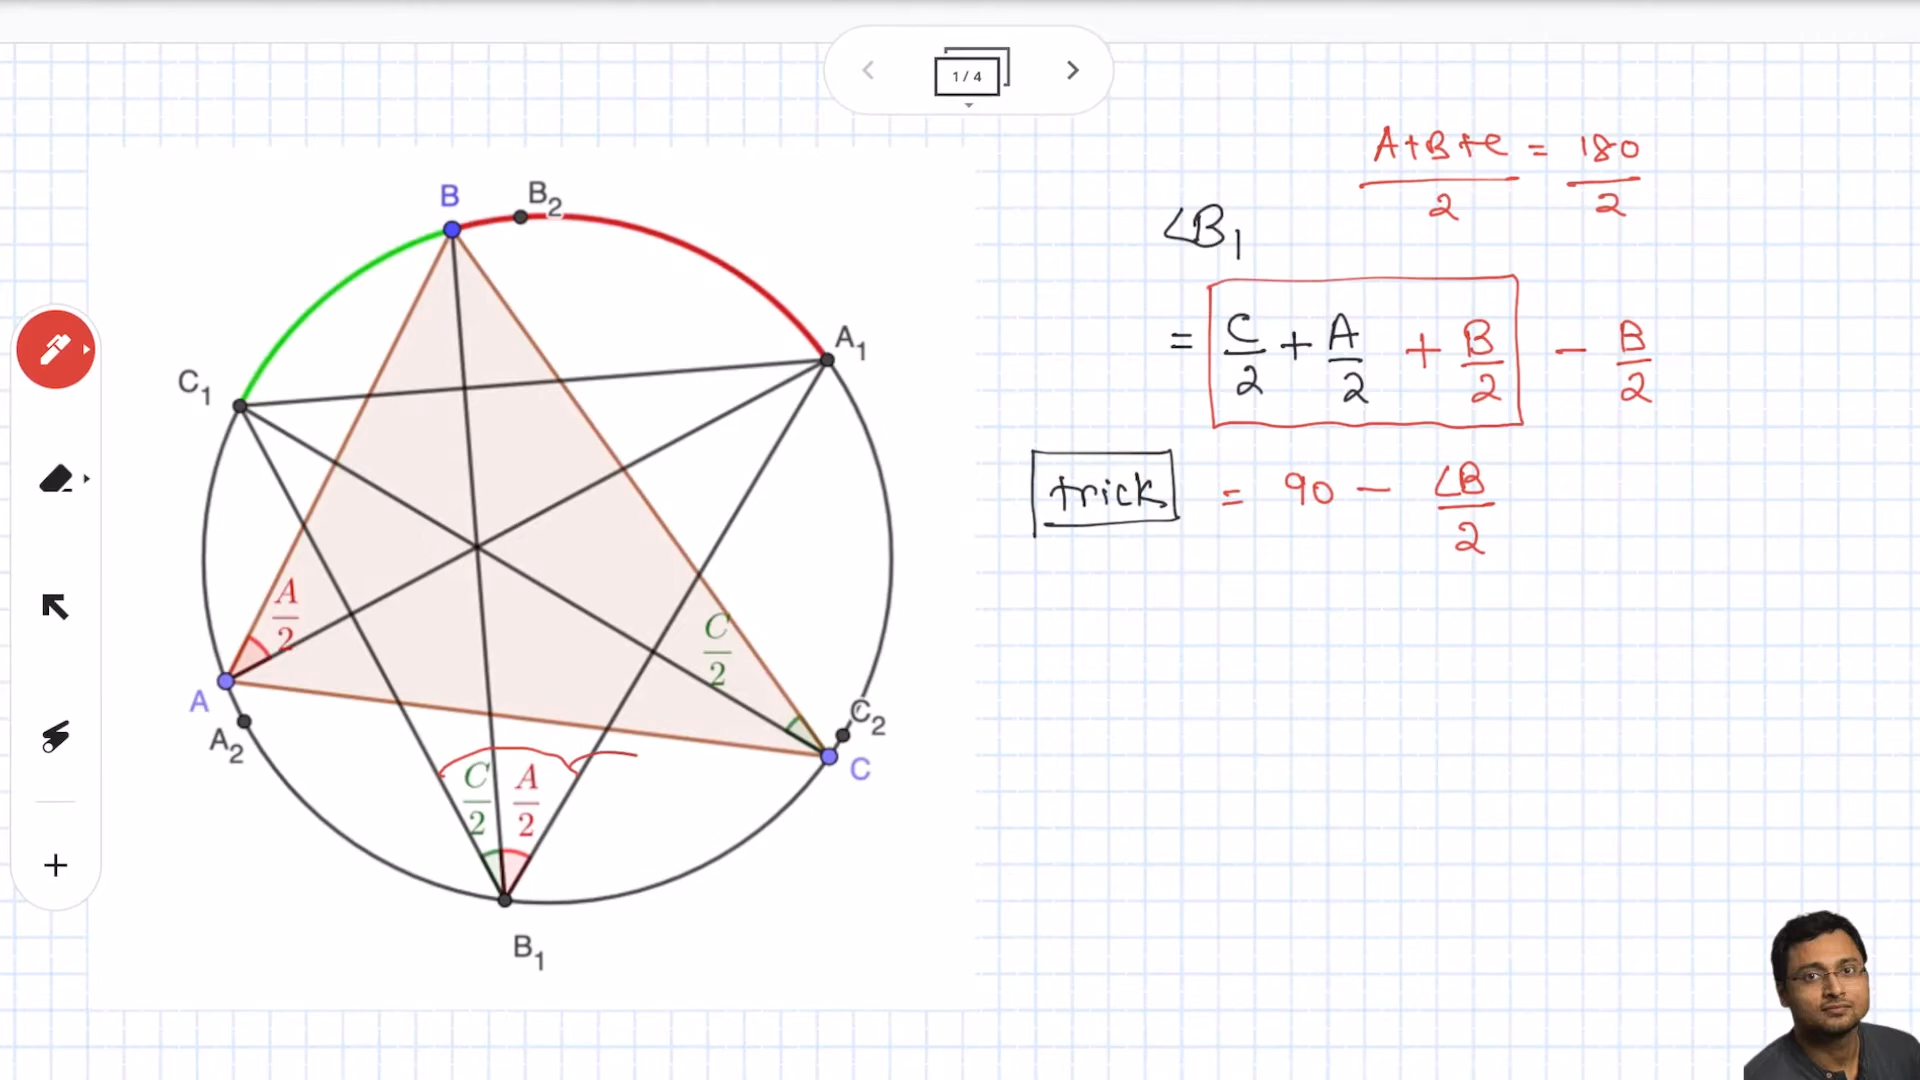 1 / 4
B
B₂
A₁
C₁
A/2
C/2
A
A₂
C₂
C
C/2 A/2
B₁
A+B+C/2 = 180/2
∠B₁
= C/2 + A/2 + B/2 - B/2
trick = 90 - ∠B/2